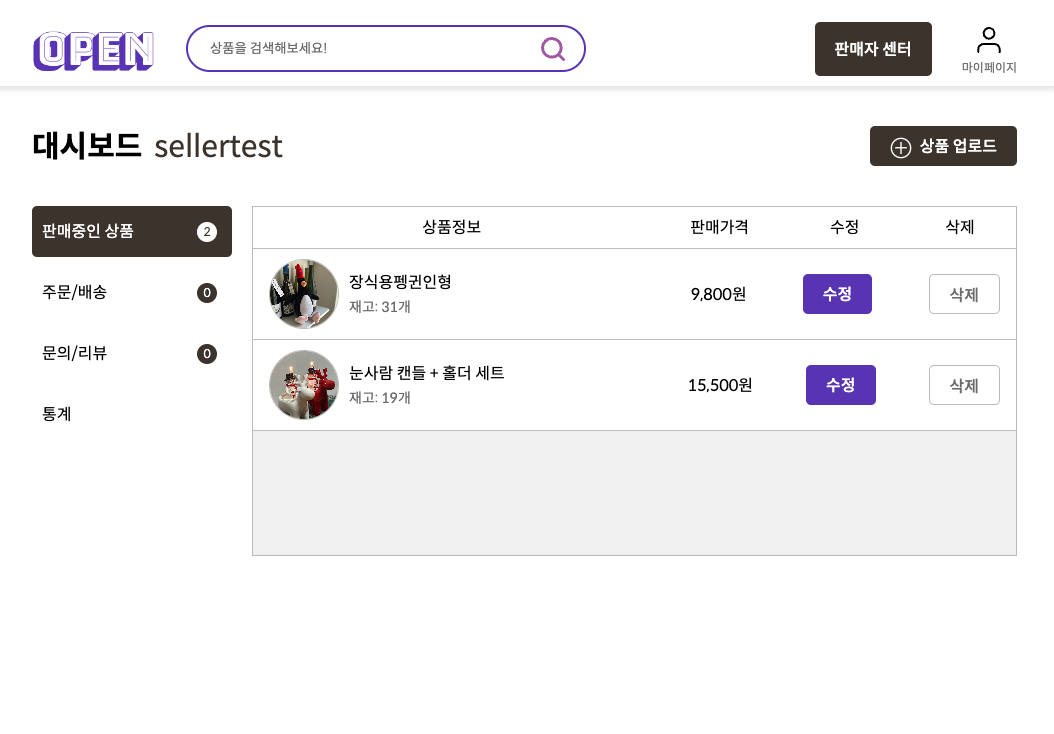 OPEN
상품을 검색해보세요!
판매자 센터
마이페이지
대시보드 sellertest
상품 업로드
판매중인 상품 2
주문/배송 0
문의/리뷰 0
통계
상품정보 판매가격 수정 삭제
장식용펭귄인형
재고: 31개
9,800원 수정 삭제
눈사람 캔들 + 홀더 세트
재고: 19개
15,500원 수정 삭제